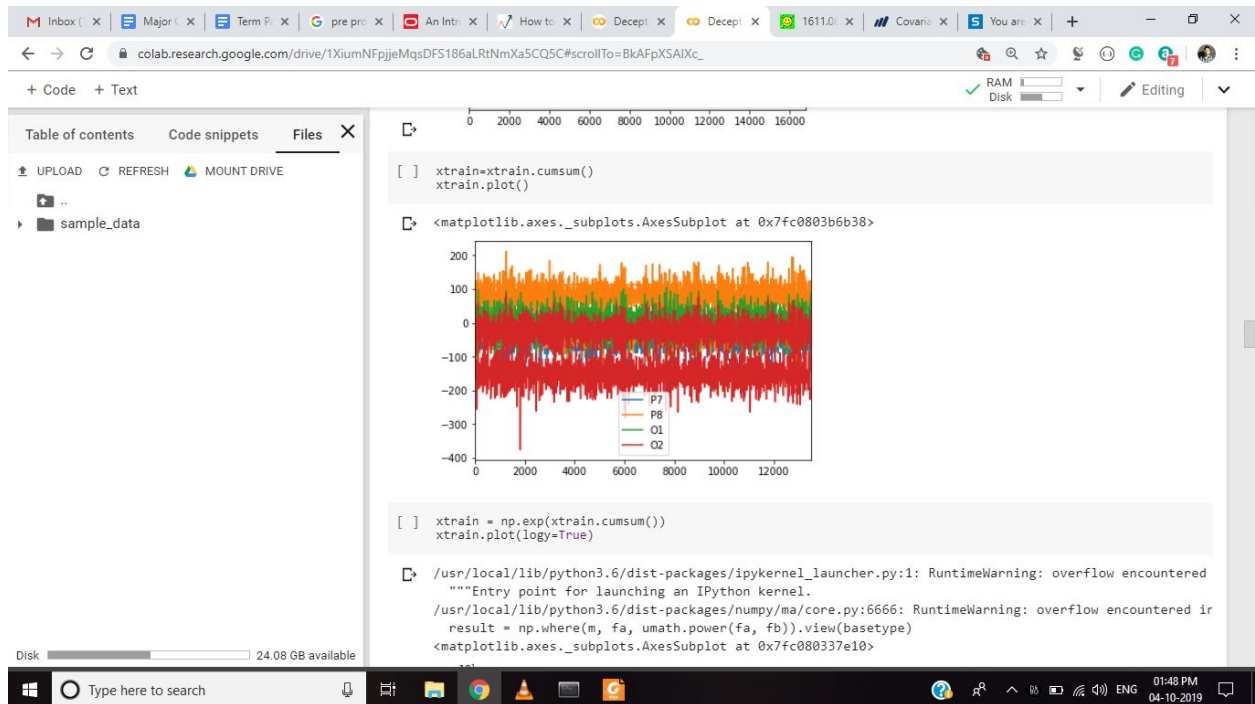 Inbox ( Major C Term Pa pre pro An Intr How to Decept Decept 1611.08 Covaria You are
colab.research.google.com/drive/1XiumNFpjjeMqsDFS186aLRtNmXa5CQ5C#scrollTo=BkAFpXSAlXc_
+ Code + Text
RAM
Disk
Editing
Table of contents Code snippets Files
UPLOAD REFRESH MOUNT DRIVE
..
sample_data
Disk 24.08 GB available
0 2000 4000 6000 8000 10000 12000 14000 16000
[ ] xtrain=xtrain.cumsum()
xtrain.plot()
<matplotlib.axes._subplots.AxesSubplot at 0x7fc0803b6b38>
200
100
0
−100
−200
−300
−400
P7
P8
O1
O2
0 2000 4000 6000 8000 10000 12000
[ ] xtrain = np.exp(xtrain.cumsum())
xtrain.plot(logy=True)
/usr/local/lib/python3.6/dist-packages/ipykernel_launcher.py:1: RuntimeWarning: overflow encountered
"""Entry point for launching an IPython kernel.
/usr/local/lib/python3.6/dist-packages/numpy/ma/core.py:6666: RuntimeWarning: overflow encountered ir
result = np.where(m, fa, umath.power(fa, fb)).view(basetype)
<matplotlib.axes._subplots.AxesSubplot at 0x7fc080337e10>
Type here to search
ENG
01:48 PM
04-10-2019